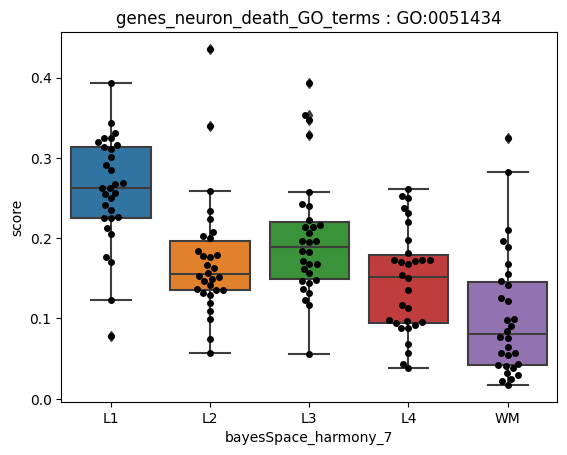 genes_neuron_death_GO_terms : GO:0051434
score
0.4
0.3
0.2
0.1
0.0
L1 L2 L3 L4 WM
bayesSpace_harmony_7